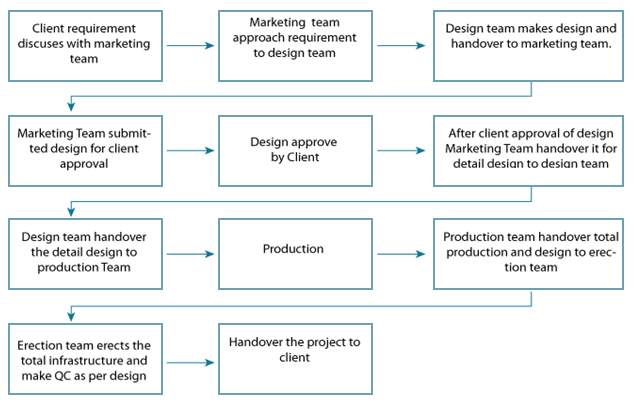 Client requirement
discuses with marketing
team
Marketing team
approach requirement
to design team
Design team makes design and
handover to marketing team.
Marketing Team submit-
ted design for client
approval
Design approve
by Client
After client approval of design
Marketing Team handover it for
detail design to design team
Design team handover
the detail design to
production Team
Production
Production team handover total
production and design to erec-
tion team
Erection team erects the
total infrastructure and
make QC as per design
Handover the project to
client